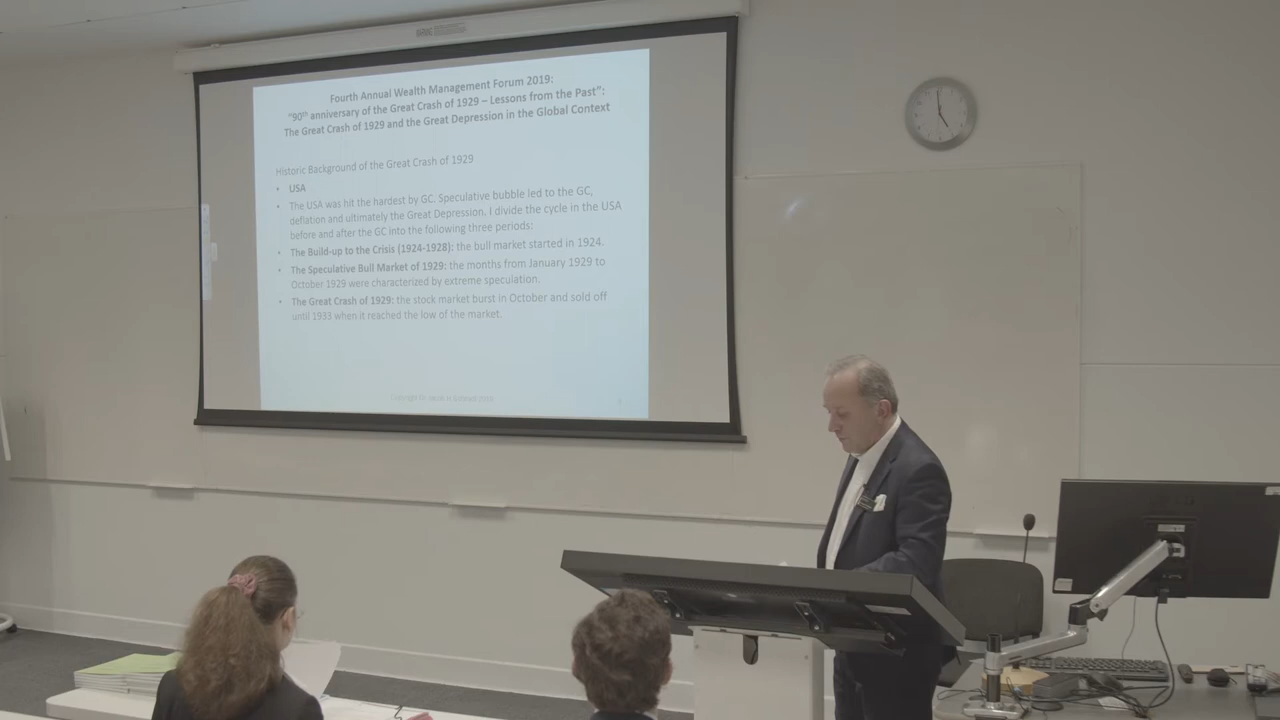 Fourth Annual Wealth Management Forum 2019:
"90th anniversary of the Great Crash of 1929 – Lessons from the Past":
The Great Crash of 1929 and the Great Depression in the Global Context
Historic Background of the Great Crash of 1929
• USA
• The USA was hit the hardest by GC. Speculative bubble led to the GC,
deflation and ultimately the Great Depression. I divide the cycle in the USA
before and after the GC into the following three periods:
• The Build-up to the Crisis (1924-1928): the bull market started in 1924.
• The Speculative Bull Market of 1929: the months from January 1929 to
October 1929 were characterized by extreme speculation.
• The Great Crash of 1929: the stock market burst in October and sold off
until 1933 when it reached the low of the market.